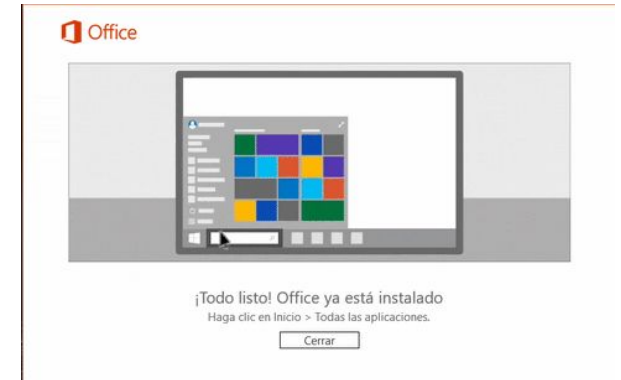 Office
¡Todo listo! Office ya está instalado
Haga clic en Inicio > Todas las aplicaciones.
Cerrar